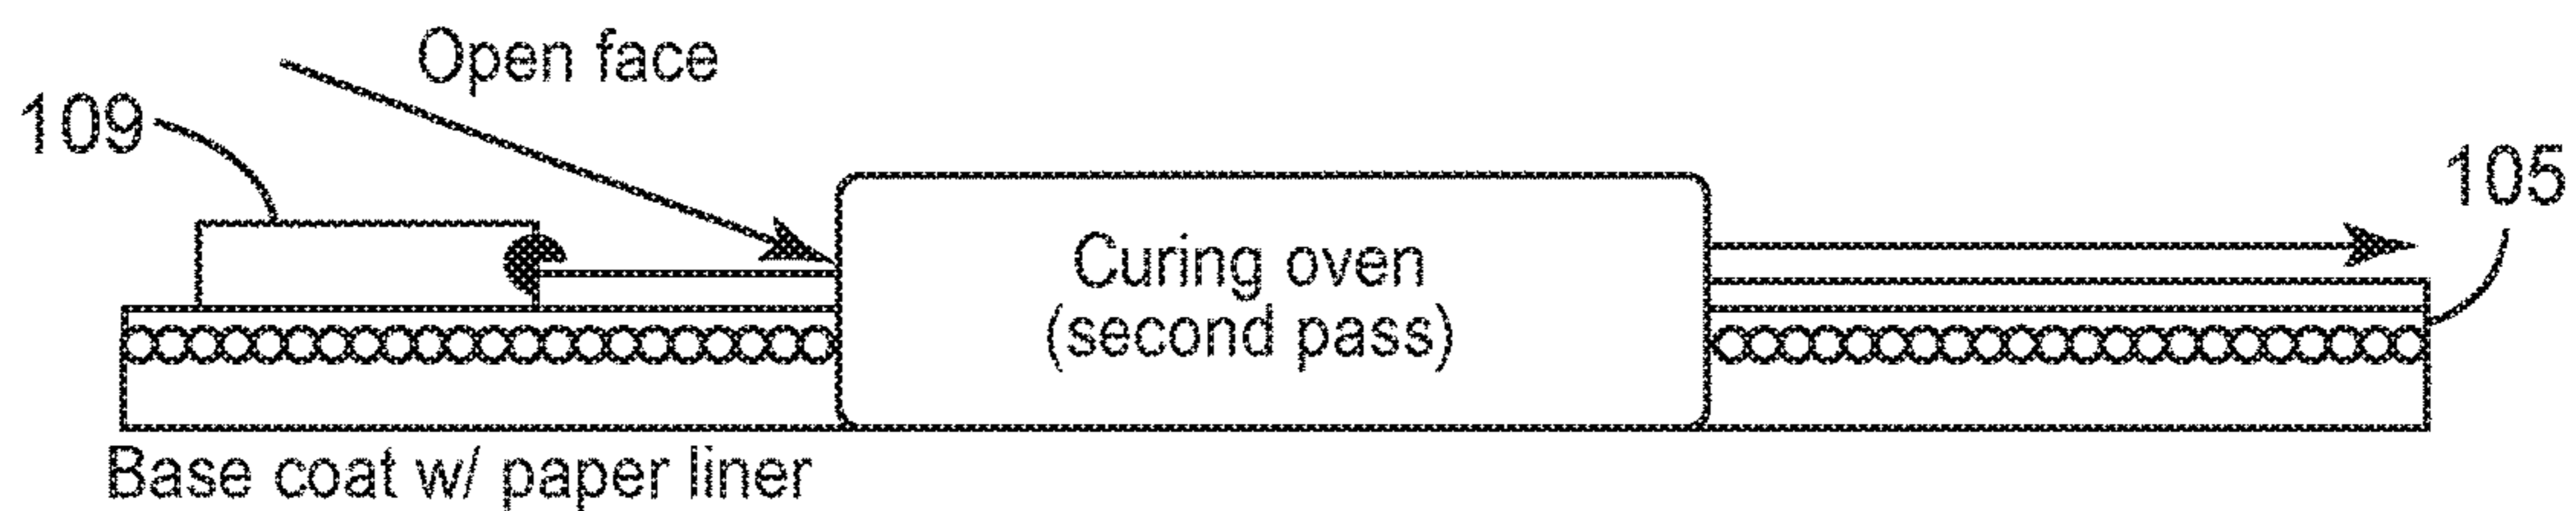 Open face
109
105
Curing oven
(second pass)
Base coat w/ paper liner